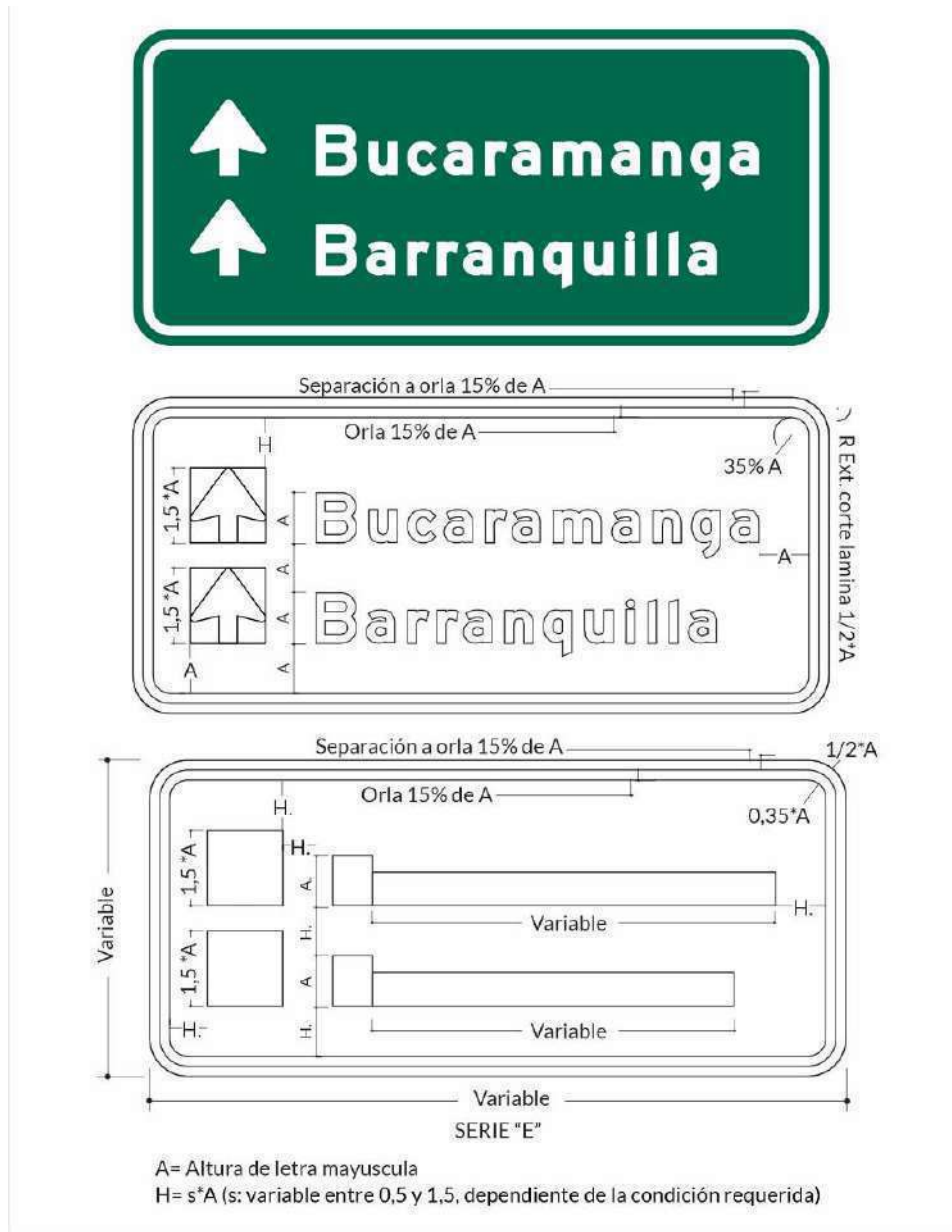 Bucaramanga
Barranquilla
Separación a orla 15% de A
Orla 15% de A
H
35% A
R Ext. corte lamina 1/2*A
1,5*A
A
Bucaramanga
A
A
1,5*A
A
Barranquilla
A
A
Separación a orla 15% de A
1/2*A
Orla 15% de A
H.
0,35*A
H.
1,5*A
A.
H.
Variable
Variable
H.
1,5*A
A
Variable
H.
H.
Variable
SERIE "E"
A= Altura de letra mayuscula
H= s*A (s: variable entre 0,5 y 1,5, dependiente de la condición requerida)